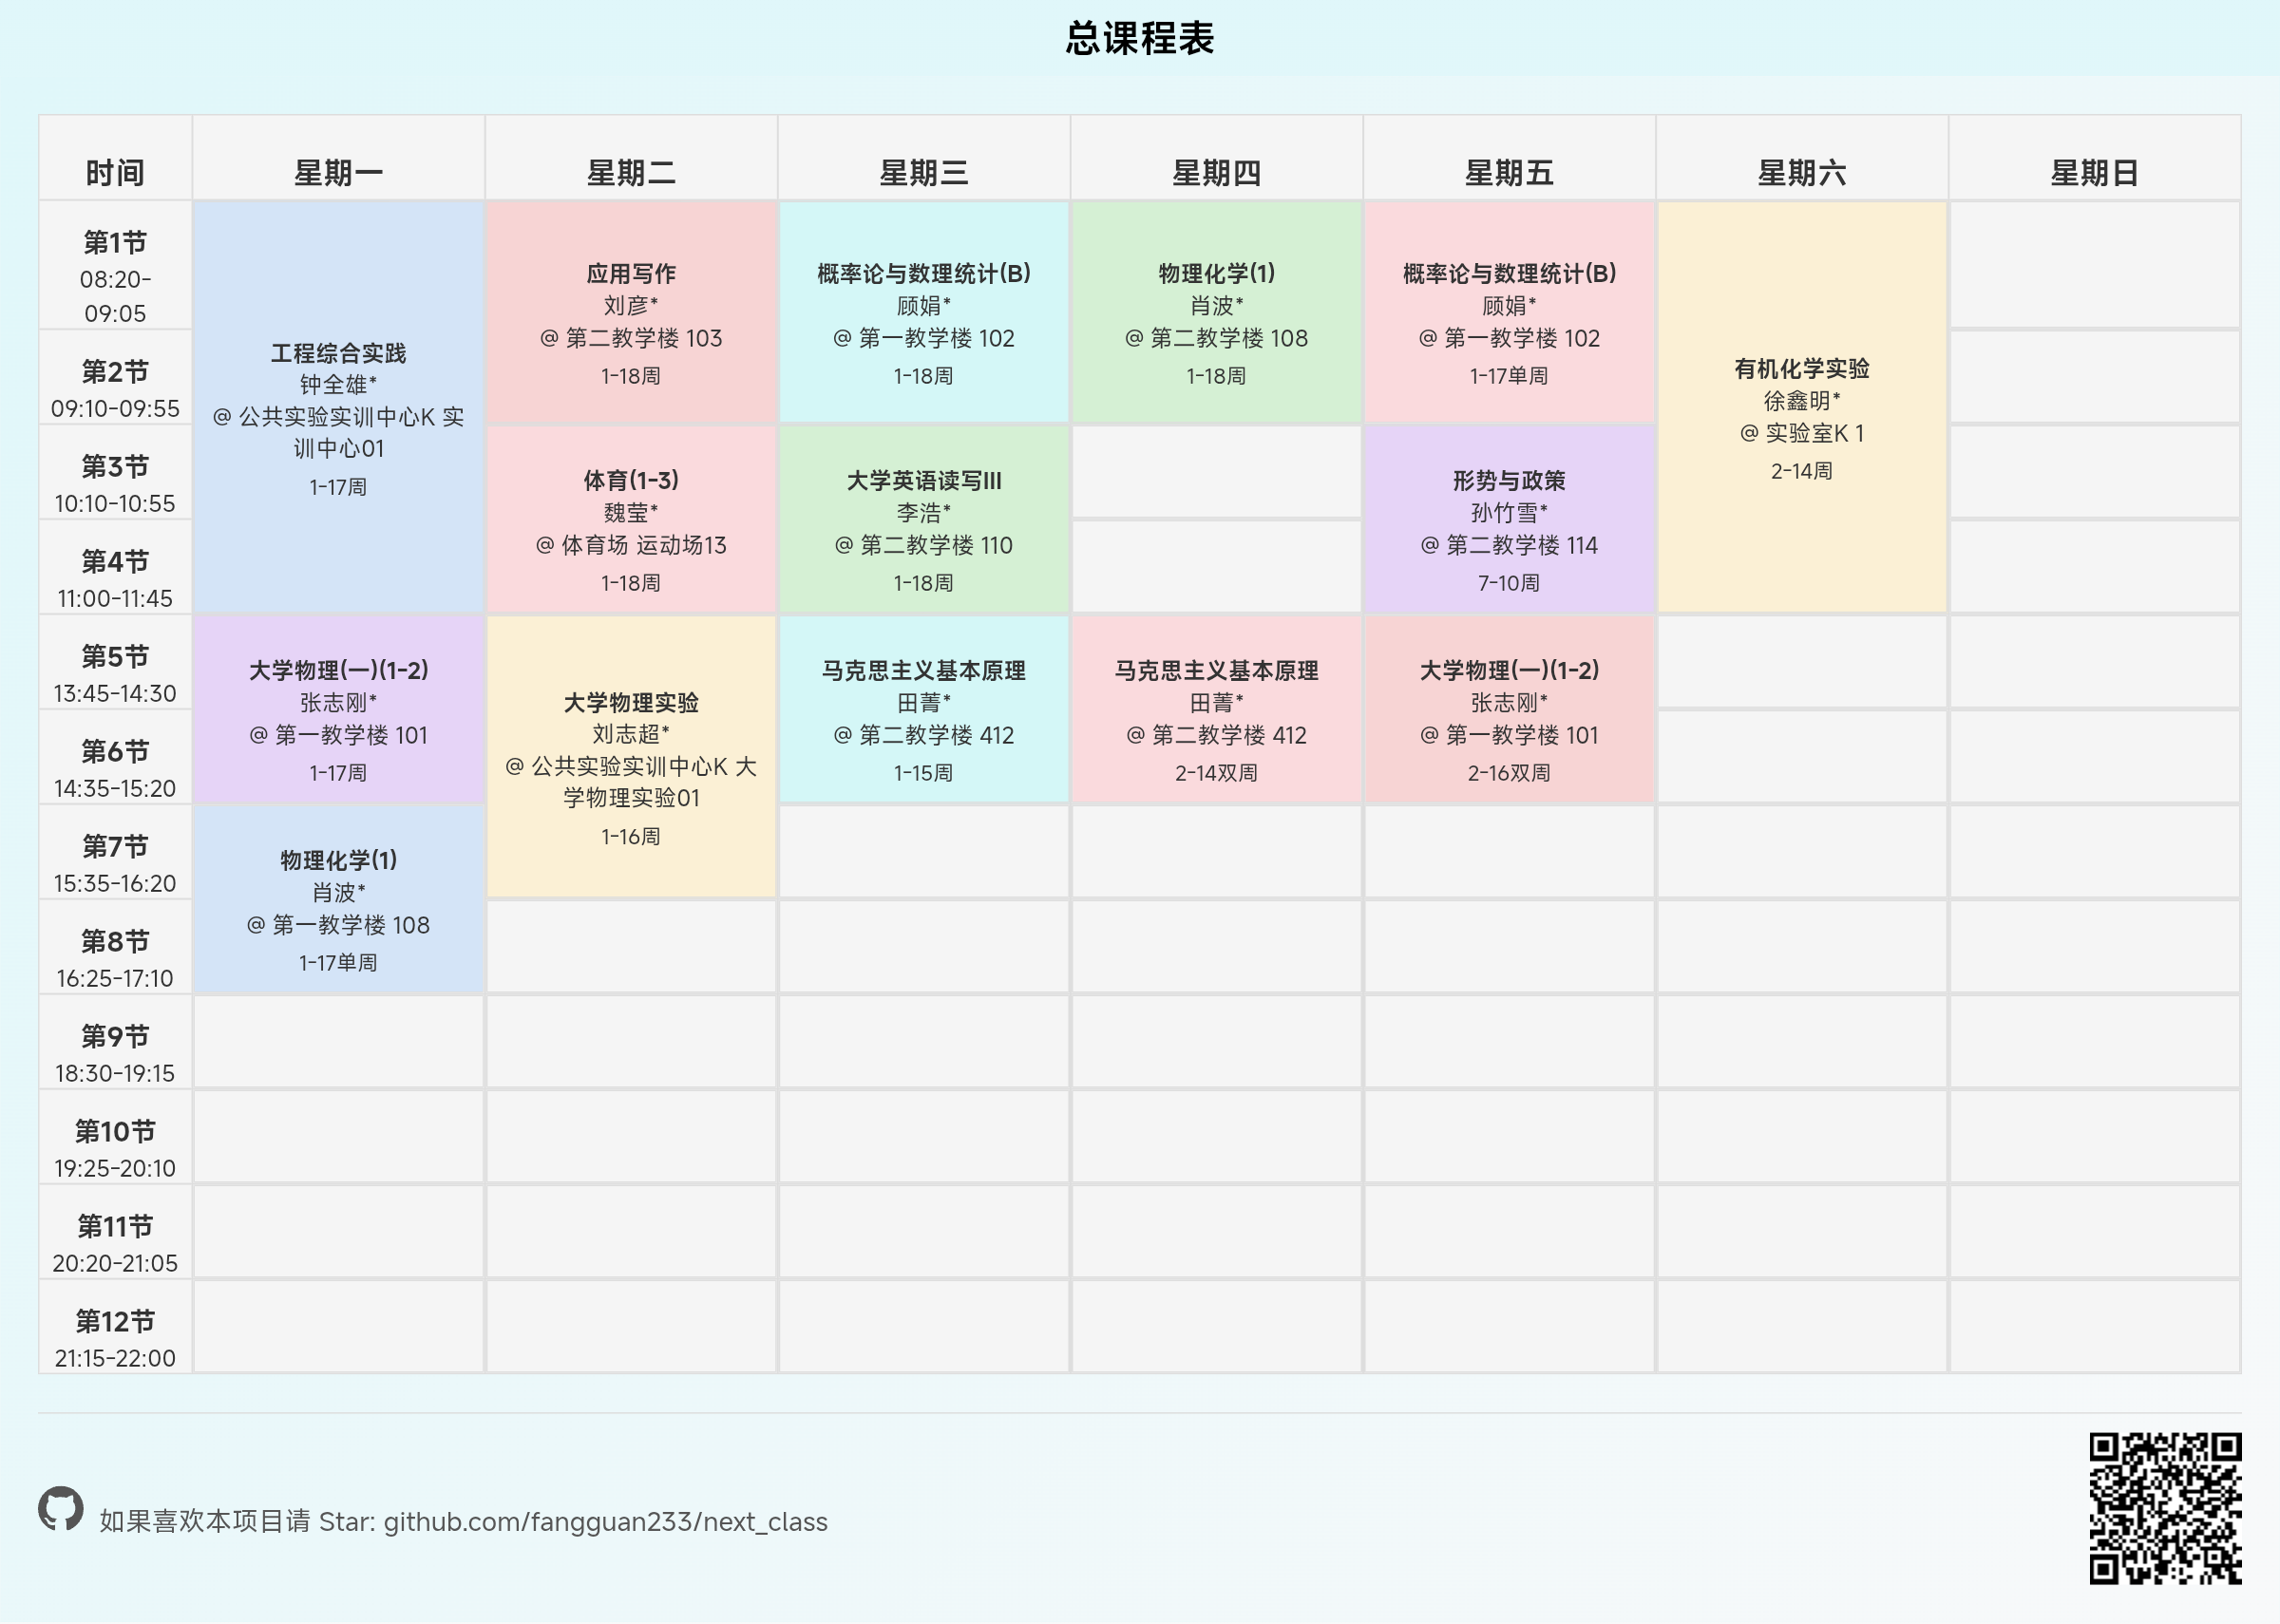 总课程表
时间
星期一
星期二
星期三
星期四
星期五
星期六
星期日
第1节
08:20-
09:05
第2节
09:10-09:55
第3节
10:10-10:55
第4节
11:00-11:45
第5节
13:45-14:30
第6节
14:35-15:20
第7节
15:35-16:20
第8节
16:25-17:10
第9节
18:30-19:15
第10节
19:25-20:10
第11节
20:20-21:05
第12节
21:15-22:00
工程综合实践
钟全雄*
@ 公共实验实训中心K 实
训中心01
1-17周
大学物理(一)(1-2)
张志刚*
@ 第一教学楼 101
1-17周
物理化学(1)
肖波*
@ 第一教学楼 108
1-17单周
应用写作
刘彦*
@ 第二教学楼 103
1-18周
体育(1-3)
魏莹*
@ 体育场 运动场13
1-18周
大学物理实验
刘志超*
@ 公共实验实训中心K 大
学物理实验01
1-16周
概率论与数理统计(B)
顾娟*
@ 第一教学楼 102
1-18周
大学英语读写III
李浩*
@ 第二教学楼 110
1-18周
马克思主义基本原理
田菁*
@ 第二教学楼 412
1-15周
物理化学(1)
肖波*
@ 第二教学楼 108
1-18周
马克思主义基本原理
田菁*
@ 第二教学楼 412
2-14双周
概率论与数理统计(B)
顾娟*
@ 第一教学楼 102
1-17单周
形势与政策
孙竹雪*
@ 第二教学楼 114
7-10周
大学物理(一)(1-2)
张志刚*
@ 第一教学楼 101
2-16双周
有机化学实验
徐鑫明*
@ 实验室K 1
2-14周
如果喜欢本项目请 Star: github.com/fangguan233/next_class